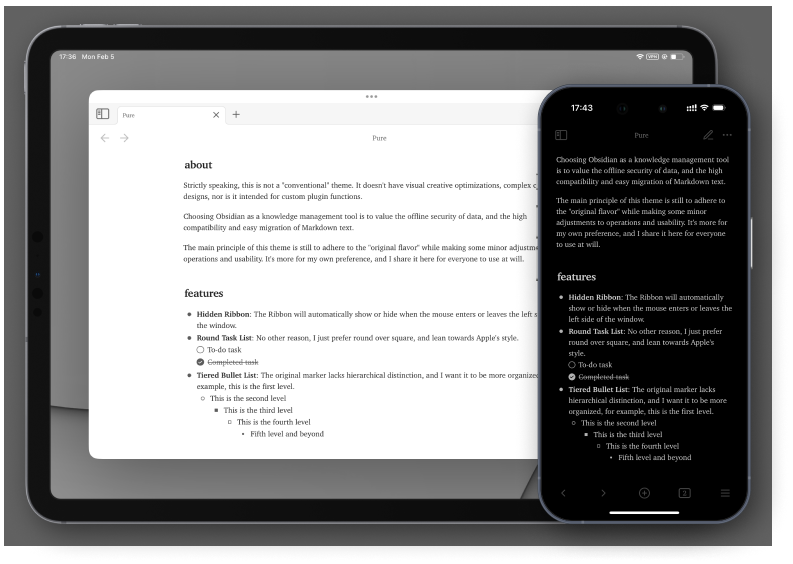 17:36 Mon Feb 5
VPN
Pure
Pure
about
Strictly speaking, this is not a "conventional" theme. It doesn't have visual creative optimizations, complex
designs, nor is it intended for custom plugin functions.
Choosing Obsidian as a knowledge management tool is to value the offline security of data, and the high
compatibility and easy migration of Markdown text.
The main principle of this theme is still to adhere to the "original flavor" while making some minor
operations and usability. It's more for my own preference, and I share it here for everyone to use at will.
features
Hidden Ribbon: The Ribbon will automatically show or hide when the mouse enters or leaves the left
the window.
Round Task List: No other reason, I just prefer round over square, and lean towards Apple's style.
To-do task
Completed task
Tiered Bullet List: The original marker lacks hierarchical distinction, and I want it to be more
example, this is the first level.
This is the second level
This is the third level
This is the fourth level
Fifth level and beyond
17:43
Pure
Choosing Obsidian as a knowledge management tool
is to value the offline security of data, and the high
compatibility and easy migration of Markdown text.
The main principle of this theme is still to adhere to
the "original flavor" while making some minor
adjustments to operations and usability. It's more for
my own preference, and I share it here for everyone
to use at will.
features
Hidden Ribbon: The Ribbon will automatically
show or hide when the mouse enters or leaves the
left side of the window.
Round Task List: No other reason, I just prefer
round over square, and lean towards Apple's
style.
To-do task
Completed task
Tiered Bullet List: The original marker lacks
hierarchical distinction, and I want it to be more
organized, for example, this is the first level.
This is the second level
This is the third level
This is the fourth level
Fifth level and beyond
2